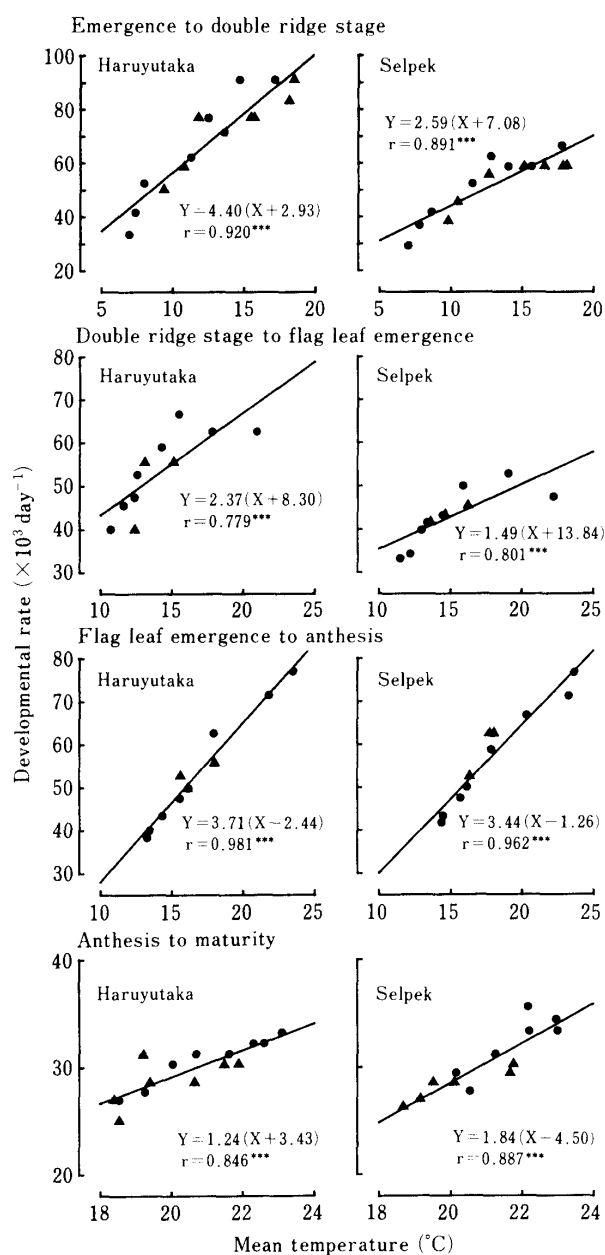 Emergence to double ridge stage
Haruyutaka
Selpek
100
80
60
40
20
Y=4.40(X+2.93)
r=0.920***
Y=2.59(X+7.08)
r=0.891***
5 10 15 20
5 10 15 20
Double ridge stage to flag leaf emergence
Haruyutaka
Selpek
80
70
60
50
40
30
Y=2.37(X+8.30)
r=0.779***
Y=1.49(X+13.84)
r=0.801***
10 15 20 25
10 15 20 25
Flag leaf emergence to anthesis
Haruyutaka
Selpek
80
70
60
50
40
30
Y=3.71(X−2.44)
r=0.981***
Y=3.44(X−1.26)
r=0.962***
10 15 20 25
10 15 20 25
Anthesis to maturity
Haruyutaka
Selpek
40
30
20
Y=1.24(X+3.43)
r=0.846***
Y=1.84(X−4.50)
r=0.887***
18 20 22 24
18 20 22 24
Developmental rate (×10³ day⁻¹)
Mean temperature (°C)